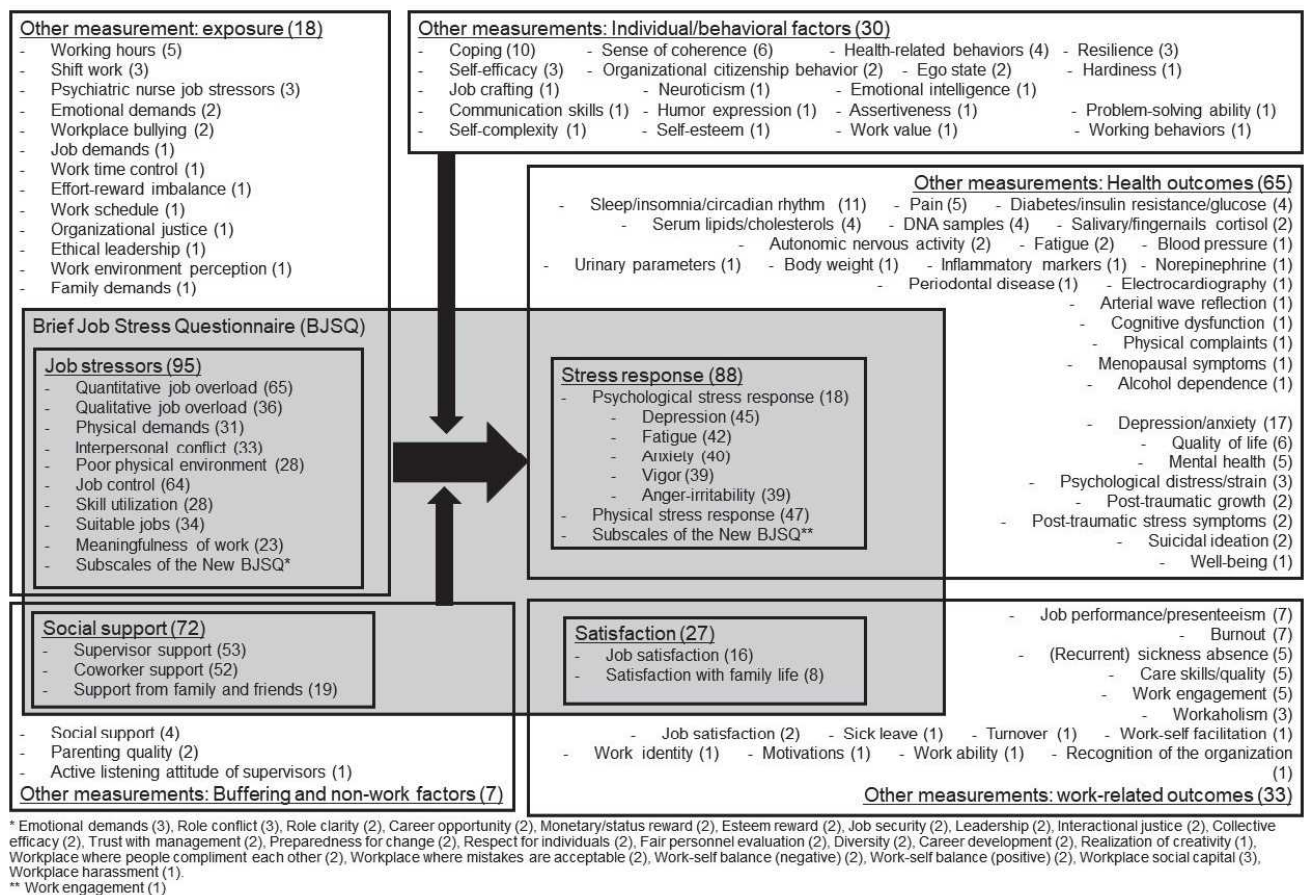 Other measurement: exposure (18)
- Working hours (5)
- Shift work (3)
- Psychiatric nurse job stressors (3)
- Emotional demands (2)
- Workplace bullying (2)
- Job demands (1)
- Work time control (1)
- Effort-reward imbalance (1)
- Work schedule (1)
- Organizational justice (1)
- Ethical leadership (1)
- Work environment perception (1)
- Family demands (1)
Other measurements: Individual/behavioral factors (30)
- Coping (10) - Sense of coherence (6) - Health-related behaviors (4) - Resilience (3)
- Self-efficacy (3) - Organizational citizenship behavior (2) - Ego state (2) - Hardiness (1)
- Job crafting (1) - Neuroticism (1) - Emotional intelligence (1)
- Communication skills (1) - Humor expression (1) - Assertiveness (1) - Problem-solving ability (1)
- Self-complexity (1) - Self-esteem (1) - Work value (1) - Working behaviors (1)
Other measurements: Health outcomes (65)
- Sleep/insomnia/circadian rhythm (11) - Pain (5) - Diabetes/insulin resistance/glucose (4)
- Serum lipids/cholesterols (4) - DNA samples (4) - Salivary/fingernails cortisol (2)
- Autonomic nervous activity (2) - Fatigue (2) - Blood pressure (1)
- Urinary parameters (1) - Body weight (1) - Inflammatory markers (1) - Norepinephrine (1)
- Periodontal disease (1) - Electrocardiography (1)
- Arterial wave reflection (1)
- Cognitive dysfunction (1)
- Physical complaints (1)
- Menopausal symptoms (1)
- Alcohol dependence (1)
- Depression/anxiety (17)
- Quality of life (6)
- Mental health (5)
- Psychological distress/strain (3)
- Post-traumatic growth (2)
- Post-traumatic stress symptoms (2)
- Suicidal ideation (2)
- Well-being (1)
Brief Job Stress Questionnaire (BJSQ)
Job stressors (95)
- Quantitative job overload (65)
- Qualitative job overload (36)
- Physical demands (31)
- Interpersonal conflict (33)
- Poor physical environment (28)
- Job control (64)
- Skill utilization (28)
- Suitable jobs (34)
- Meaningfulness of work (23)
- Subscales of the New BJSQ*
Stress response (88)
- Psychological stress response (18)
- Depression (45)
- Fatigue (42)
- Anxiety (40)
- Vigor (39)
- Anger-irritability (39)
- Physical stress response (47)
- Subscales of the New BJSQ**
Social support (72)
- Supervisor support (53)
- Coworker support (52)
- Support from family and friends (19)
- Social support (4)
- Parenting quality (2)
- Active listening attitude of supervisors (1)
Other measurements: Buffering and non-work factors (7)
Satisfaction (27)
- Job satisfaction (16)
- Satisfaction with family life (8)
- Job performance/presenteeism (7)
- Burnout (7)
- (Recurrent) sickness absence (5)
- Care skills/quality (5)
- Work engagement (5)
- Workaholism (3)
- Job satisfaction (2) - Sick leave (1) - Turnover (1) - Work-self facilitation (1)
- Work identity (1) - Motivations (1) - Work ability (1) - Recognition of the organization
(1)
Other measurements: work-related outcomes (33)
* Emotional demands (3), Role conflict (3), Role clarity (2), Career opportunity (2), Monetary/status reward (2), Esteem reward (2), Job security (2), Leadership (2), Interactional justice (2), Collective
efficacy (2), Trust with management (2), Preparedness for change (2), Respect for individuals (2), Fair personnel evaluation (2), Diversity (2), Career development (2), Realization of creativity (1),
Workplace where people compliment each other (2), Workplace where mistakes are acceptable (2), Work-self balance (negative) (2), Work-self balance (positive) (2), Workplace social capital (3),
Workplace harassment (1).
** Work engagement (1)